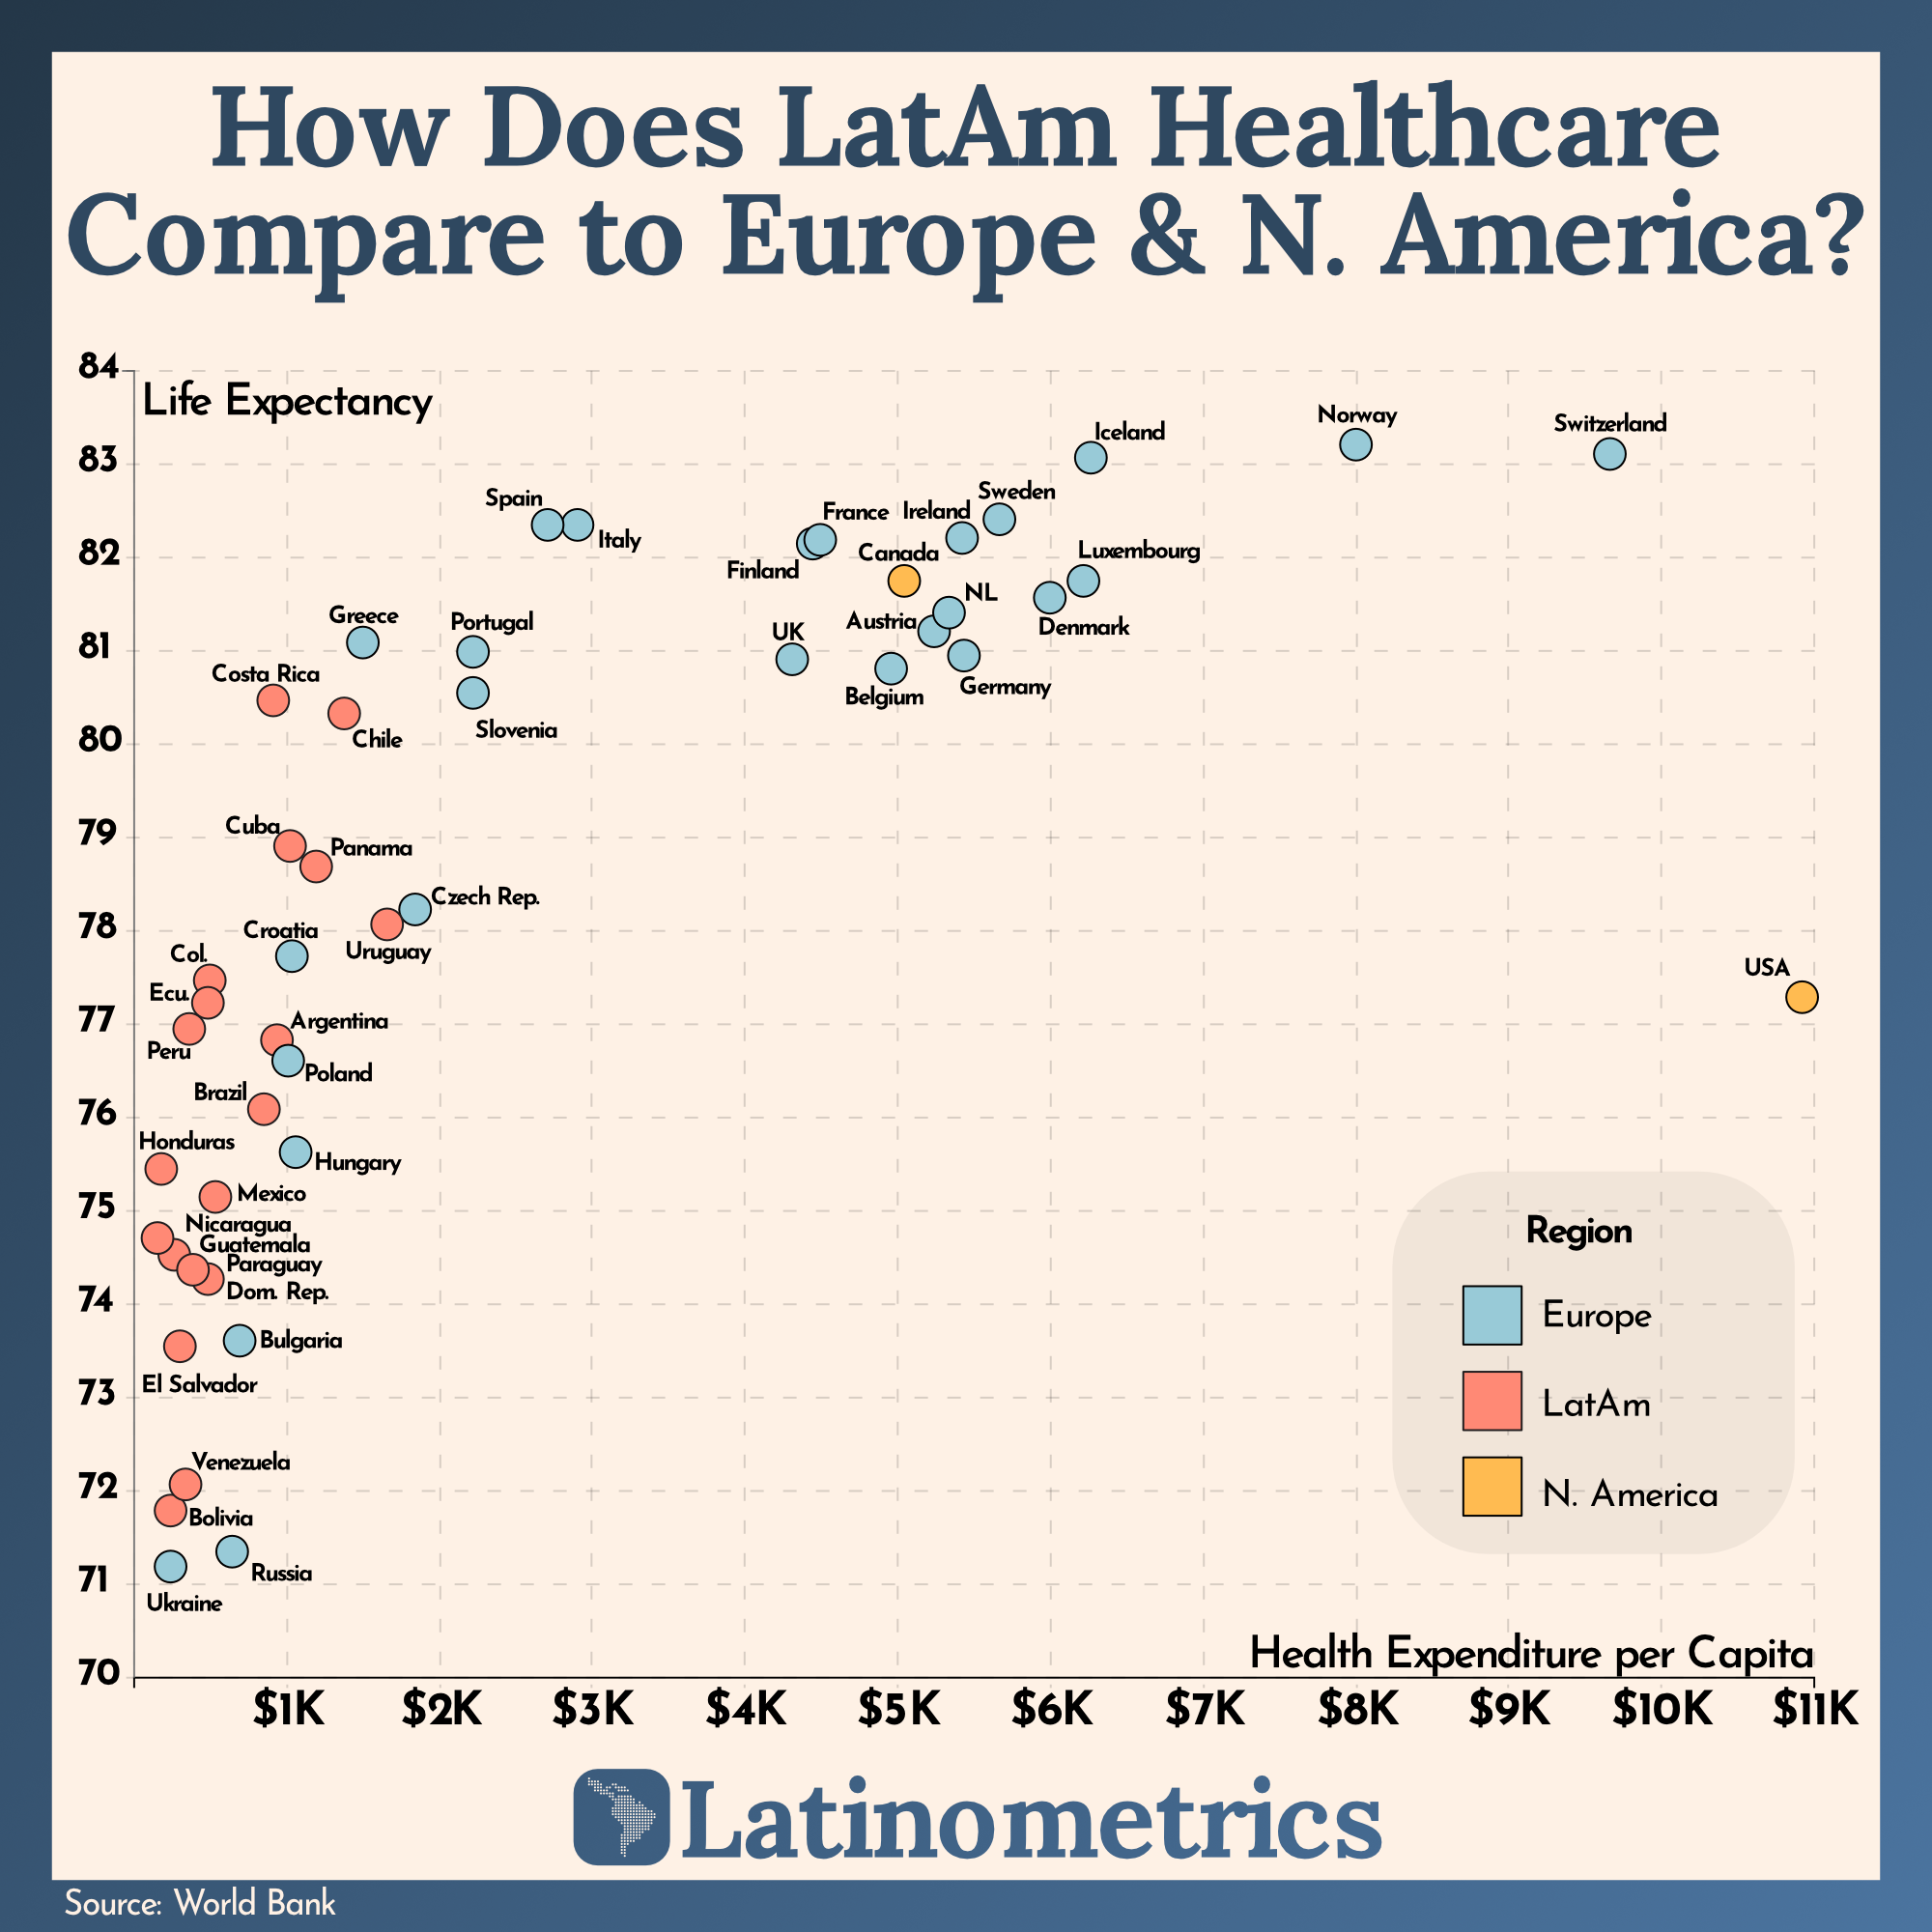 How Does LatAm Healthcare
Compare to Europe & N. America?
84
Life Expectancy
Norway
Switzerland
Iceland
83
Sweden
Spain
Ireland
France
Italy
Canada
Luxembourg
82
Finland
NL
Greece
Portugal
Austria
Denmark
UK
81
Costa Rica
Germany
Belgium
Slovenia
Chile
80
79
Cuba
Panama
Czech Rep.
78
Croatia
Uruguay
Col.
USA
Ecu.
77
Argentina
Peru
Poland
Brazil
76
Honduras
Hungary
Mexico
75
Nicaragua
Guatemala
Paraguay
Dom. Rep.
74
Bulgaria
El Salvador
73
Venezuela
72
Bolivia
Russia
71
Ukraine
Region
Europe
LatAm
N. America
Health Expenditure per Capita
70
$1K $2K $3K $4K $5K $6K $7K $8K $9K $10K $11K
Latinometrics
Source: World Bank